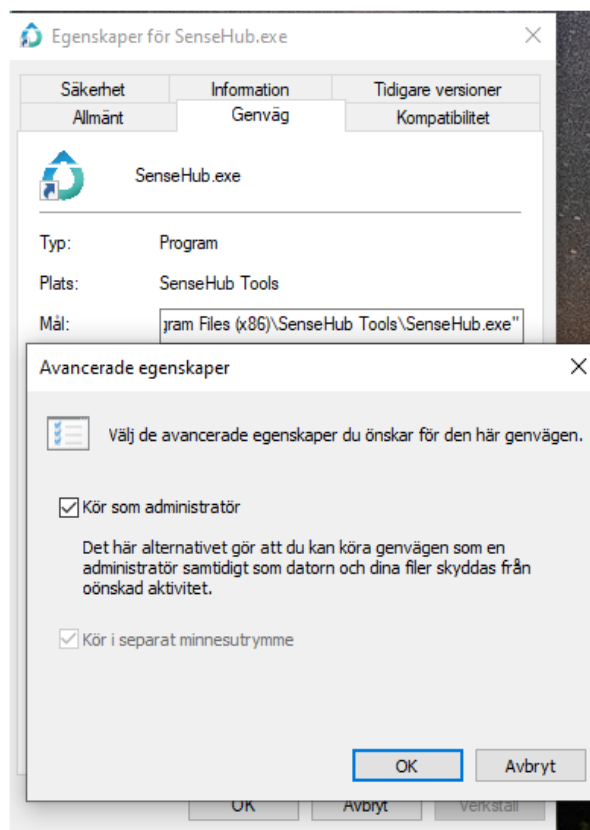 Egenskaper för SenseHub.exe
Säkerhet Information Tidigare versioner
Allmänt Genväg Kompatibilitet
SenseHub.exe
Typ: Program
Plats: SenseHub Tools
Mål: gram Files (x86)\SenseHub Tools\SenseHub.exe"
Avancerade egenskaper
Välj de avancerade egenskaper du önskar för den här genvägen.
Kör som administratör
Det här alternativet gör att du kan köra genvägen som en
administratör samtidigt som datorn och dina filer skyddas från
oönskad aktivitet.
Kör i separat minnesutrymme
OK Avbryt
OK Avbryt Verkställ